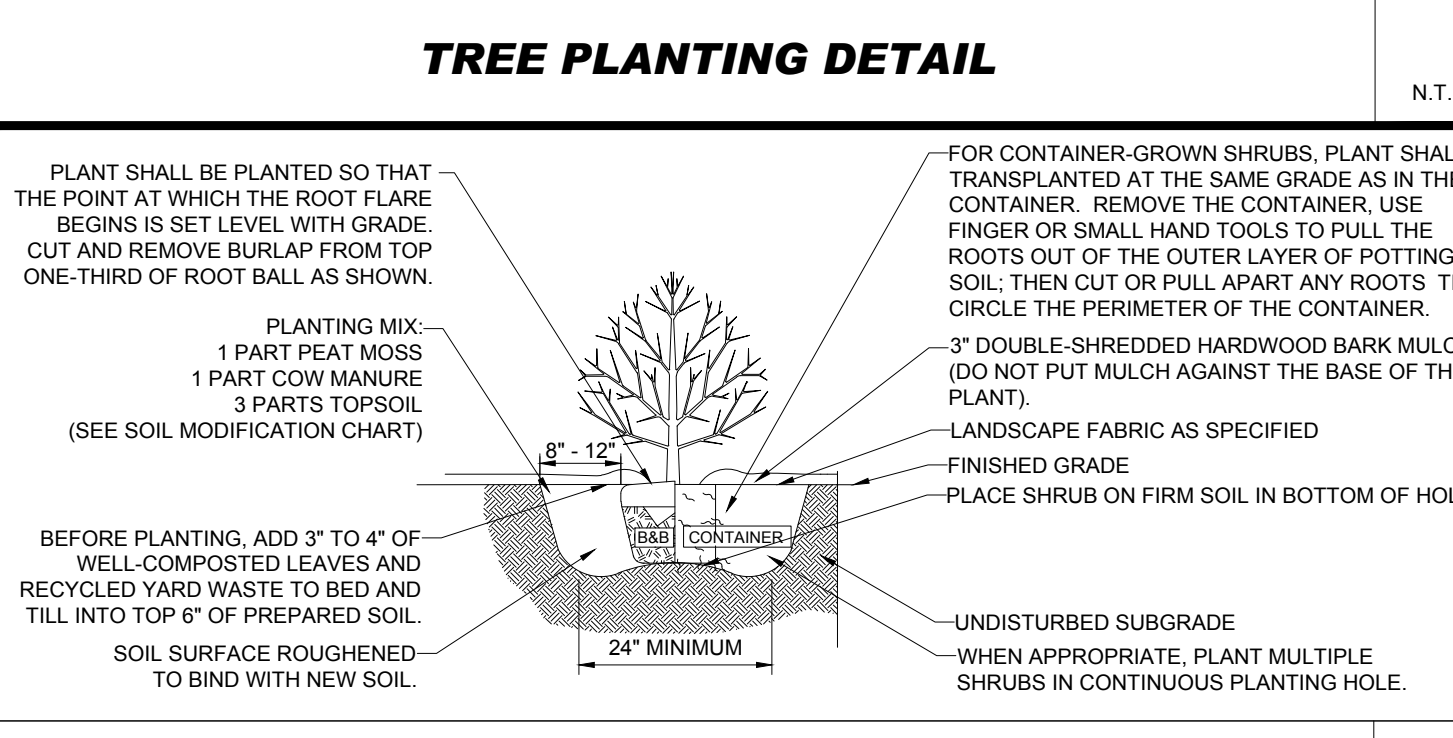 TREE PLANTING DETAIL
N.T.
PLANT SHALL BE PLANTED SO THAT
THE POINT AT WHICH THE ROOT FLARE
BEGINS IS SET LEVEL WITH GRADE.
CUT AND REMOVE BURLAP FROM TOP
ONE-THIRD OF ROOT BALL AS SHOWN.
PLANTING MIX:
1 PART PEAT MOSS
1 PART COW MANURE
3 PARTS TOPSOIL
(SEE SOIL MODIFICATION CHART)
8" - 12"
BEFORE PLANTING, ADD 3" TO 4" OF
WELL-COMPOSTED LEAVES AND
RECYCLED YARD WASTE TO BED AND
TILL INTO TOP 6" OF PREPARED SOIL.
SOIL SURFACE ROUGHENED
TO BIND WITH NEW SOIL.
B&B
CONTAINER
24" MINIMUM
FOR CONTAINER-GROWN SHRUBS, PLANT SHAL
TRANSPLANTED AT THE SAME GRADE AS IN THE
CONTAINER. REMOVE THE CONTAINER, USE
FINGER OR SMALL HAND TOOLS TO PULL THE
ROOTS OUT OF THE OUTER LAYER OF POTTING
SOIL; THEN CUT OR PULL APART ANY ROOTS
CIRCLE THE PERIMETER OF THE CONTAINER.
3" DOUBLE-SHREDDED HARDWOOD BARK MULC
(DO NOT PUT MULCH AGAINST THE BASE OF TH
PLANT).
LANDSCAPE FABRIC AS SPECIFIED
FINISHED GRADE
PLACE SHRUB ON FIRM SOIL IN BOTTOM OF HOL
UNDISTURBED SUBGRADE
WHEN APPROPRIATE, PLANT MULTIPLE
SHRUBS IN CONTINUOUS PLANTING HOLE.